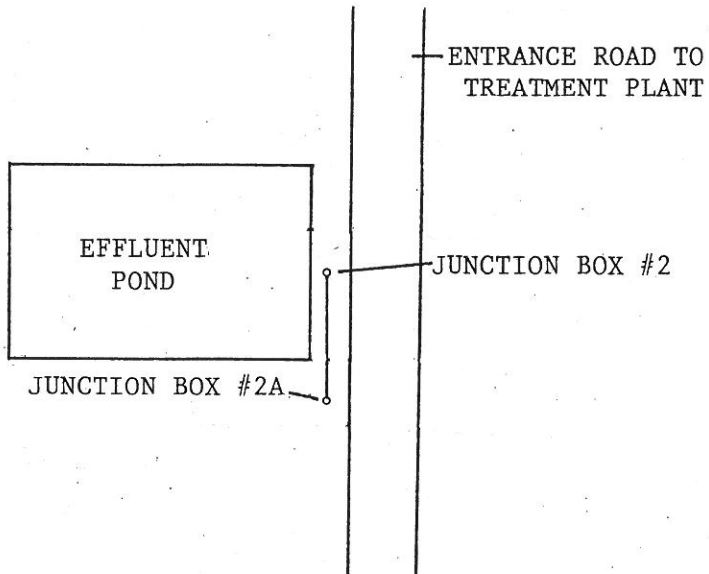 ENTRANCE ROAD TO
TREATMENT PLANT
EFFLUENT
POND
JUNCTION BOX #2
JUNCTION BOX #2A